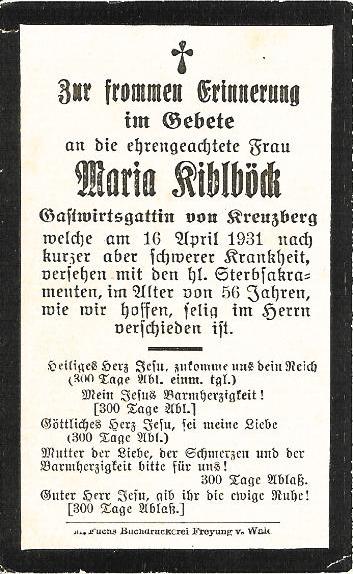 Zur frommen Erinnerung
im Gebete
an die ehrengeachtete Frau
Maria Kiblböck
Gastwirtsgattin von Kreuzberg
welche am 16 April 1931 nach
kurzer aber schwerer Krankheit,
versehen mit den hl. Sterbsakra-
menten, im Alter von 56 Jahren,
wie wir hoffen, selig im Herrn
verschieden ist.
Heiliges Herz Jesu, zukomme uns dein Reich
(300 Tage Abl. einm. tgl.)
Mein Jesus Barmherzigkeit!
[300 Tage Abl.]
Göttliches Herz Jesu, sei meine Liebe
(300 Tage Abl.)
Mutter der Liebe, der Schmerzen und der
Barmherzigkeit bitte für uns!
300 Tage Ablaß.
Guter Herr Jesu, gib ihr die ewige Ruhe!
[300 Tage Ablaß.]
Fuchs Buchdruckerei Freyung v. Wald